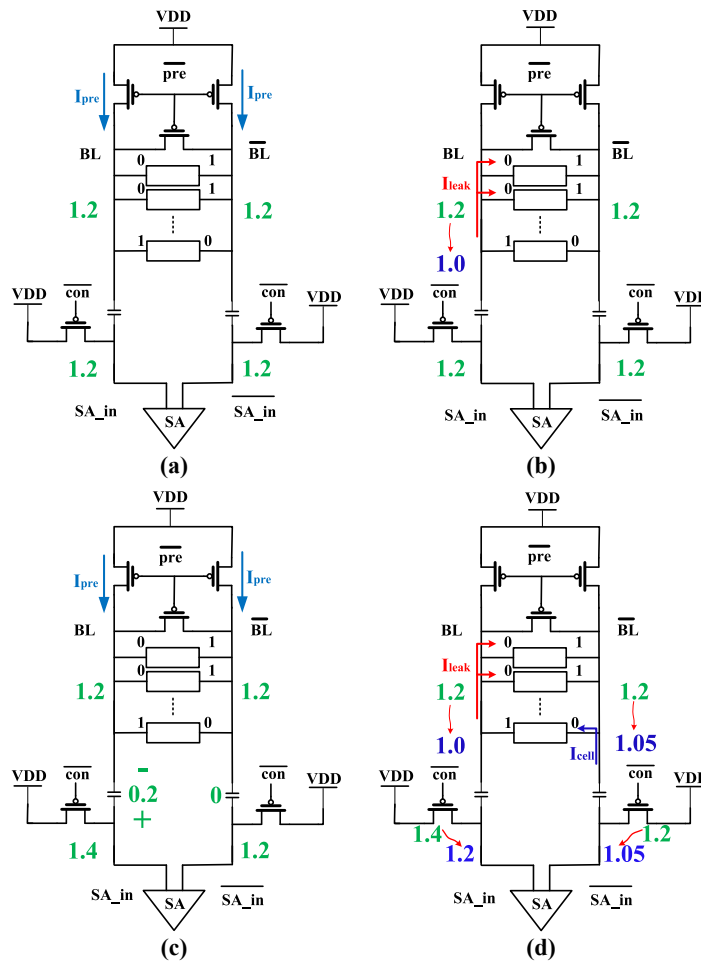 VDD
pre
Ipre
Ipre
BL
BL
0 1
0 1
1.2
1.2
1 0
con
con
VDD
VDD
1.2
1.2
SA_in
SA_in
SA
(a)
VDD
pre
BL
BL
0 1
Ileak
0 1
1.2
1.2
1 0
1.0
con
con
VDD
VDD
1.2
1.2
SA_in
SA_in
SA
(b)
VDD
pre
Ipre
Ipre
BL
BL
0 1
0 1
1.2
1.2
1 0
-
con
con
VDD
VDD
0.2
0
+
1.4
1.2
SA_in
SA_in
SA
(c)
VDD
pre
BL
BL
0 1
Ileak
0 1
1.2
1.2
1 0
1.0
1.05
Icell
con
con
VDD
VDD
1.4
1.2
1.2
1.05
SA_in
SA_in
SA
(d)